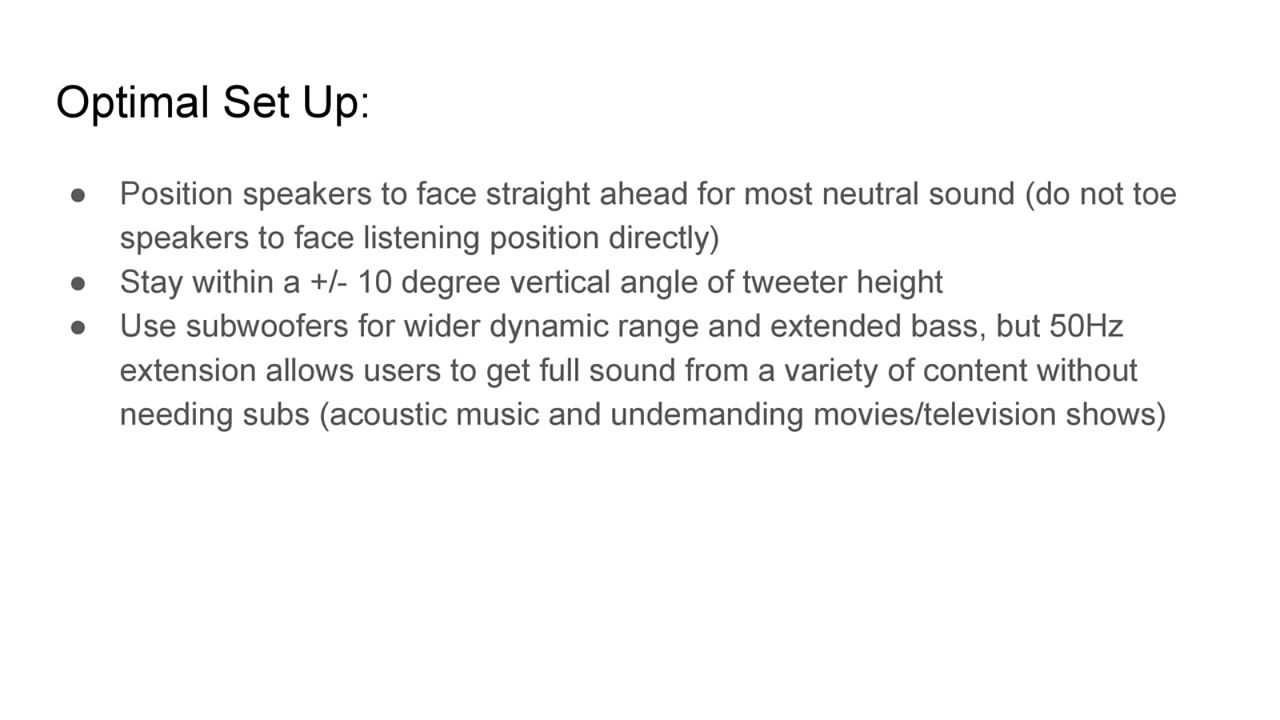 Optimal Set Up:
● Position speakers to face straight ahead for most neutral sound (do not toe
speakers to face listening position directly)
● Stay within a +/- 10 degree vertical angle of tweeter height
● Use subwoofers for wider dynamic range and extended bass, but 50Hz
extension allows users to get full sound from a variety of content without
needing subs (acoustic music and undemanding movies/television shows)